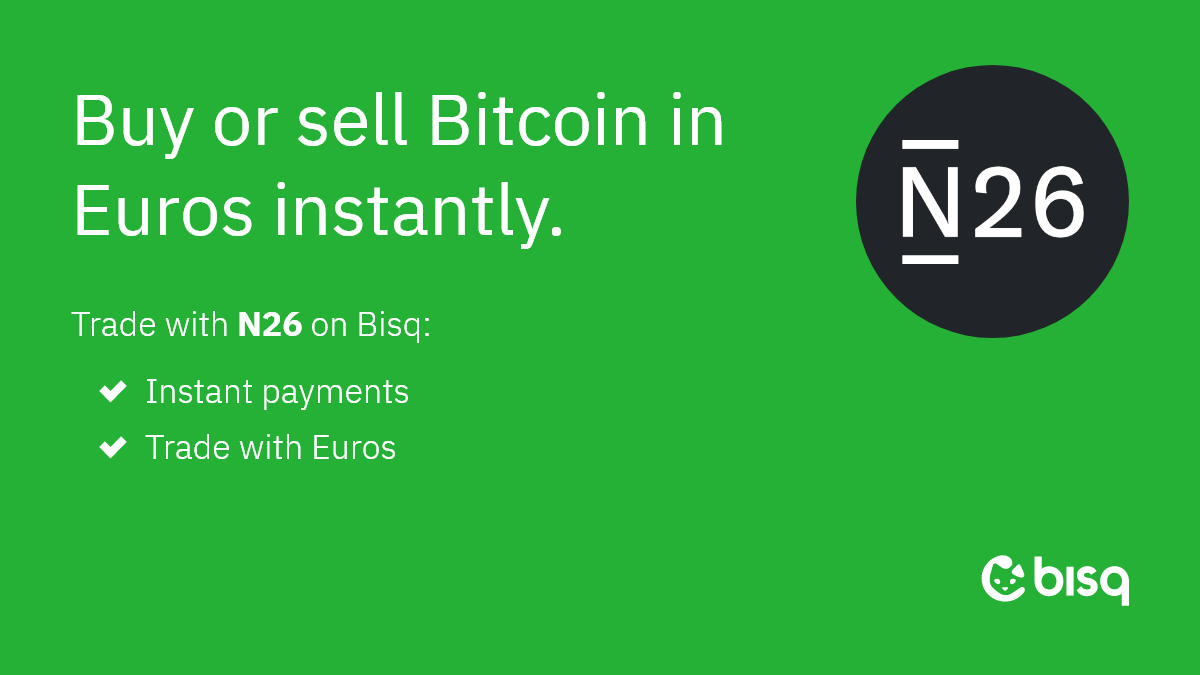 Buy or sell Bitcoin in
Euros instantly.
N26
Trade with N26 on Bisq:
Instant payments
Trade with Euros
bisq